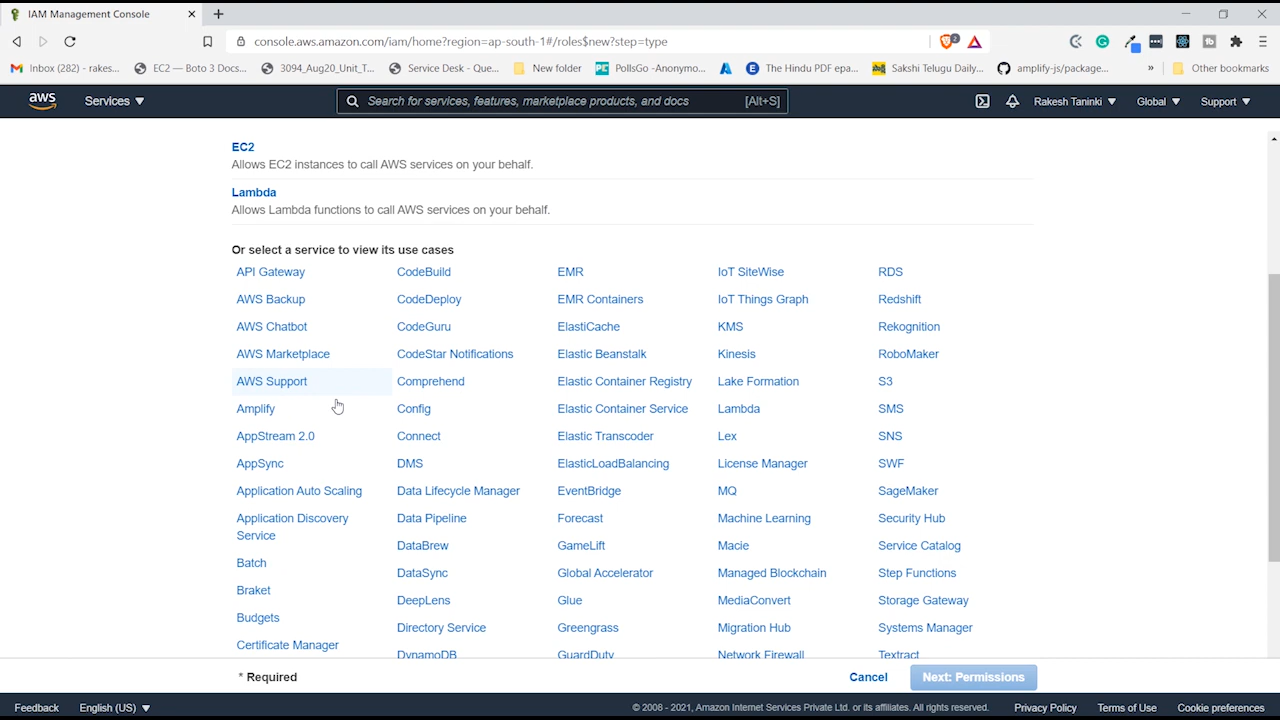 IAM Management Console
console.aws.amazon.com/iam/home?region=ap-south-1#/roles$new?step=type
2
Inbox (282) - rakes...
EC2 — Boto 3 Docs...
3094_Aug20_Unit_T...
Service Desk - Que...
New folder
PollsGo -Anonymo...
The Hindu PDF epa...
Sakshi Telugu Daily...
amplify-js/package...
»
Other bookmarks
aws
Services
Search for services, features, marketplace products, and docs
[Alt+S]
Rakesh Taninki
Global
Support
EC2
Allows EC2 instances to call AWS services on your behalf.
Lambda
Allows Lambda functions to call AWS services on your behalf.
Or select a service to view its use cases
API Gateway
AWS Backup
AWS Chatbot
AWS Marketplace
AWS Support
Amplify
AppStream 2.0
AppSync
Application Auto Scaling
Application Discovery
Service
Batch
Braket
Budgets
Certificate Manager
CodeBuild
CodeDeploy
CodeGuru
CodeStar Notifications
Comprehend
Config
Connect
DMS
Data Lifecycle Manager
Data Pipeline
DataBrew
DataSync
DeepLens
Directory Service
DynamoDB
EMR
EMR Containers
ElastiCache
Elastic Beanstalk
Elastic Container Registry
Elastic Container Service
Elastic Transcoder
ElasticLoadBalancing
EventBridge
Forecast
GameLift
Global Accelerator
Glue
Greengrass
GuardDuty
IoT SiteWise
IoT Things Graph
KMS
Kinesis
Lake Formation
Lambda
Lex
License Manager
MQ
Machine Learning
Macie
Managed Blockchain
MediaConvert
Migration Hub
Network Firewall
RDS
Redshift
Rekognition
RoboMaker
S3
SMS
SNS
SWF
SageMaker
Security Hub
Service Catalog
Step Functions
Storage Gateway
Systems Manager
Textract
* Required
Cancel
Next: Permissions
Feedback
English (US)
© 2008 - 2021, Amazon Internet Services Private Ltd. or its affiliates. All rights reserved.
Privacy Policy
Terms of Use
Cookie preferences